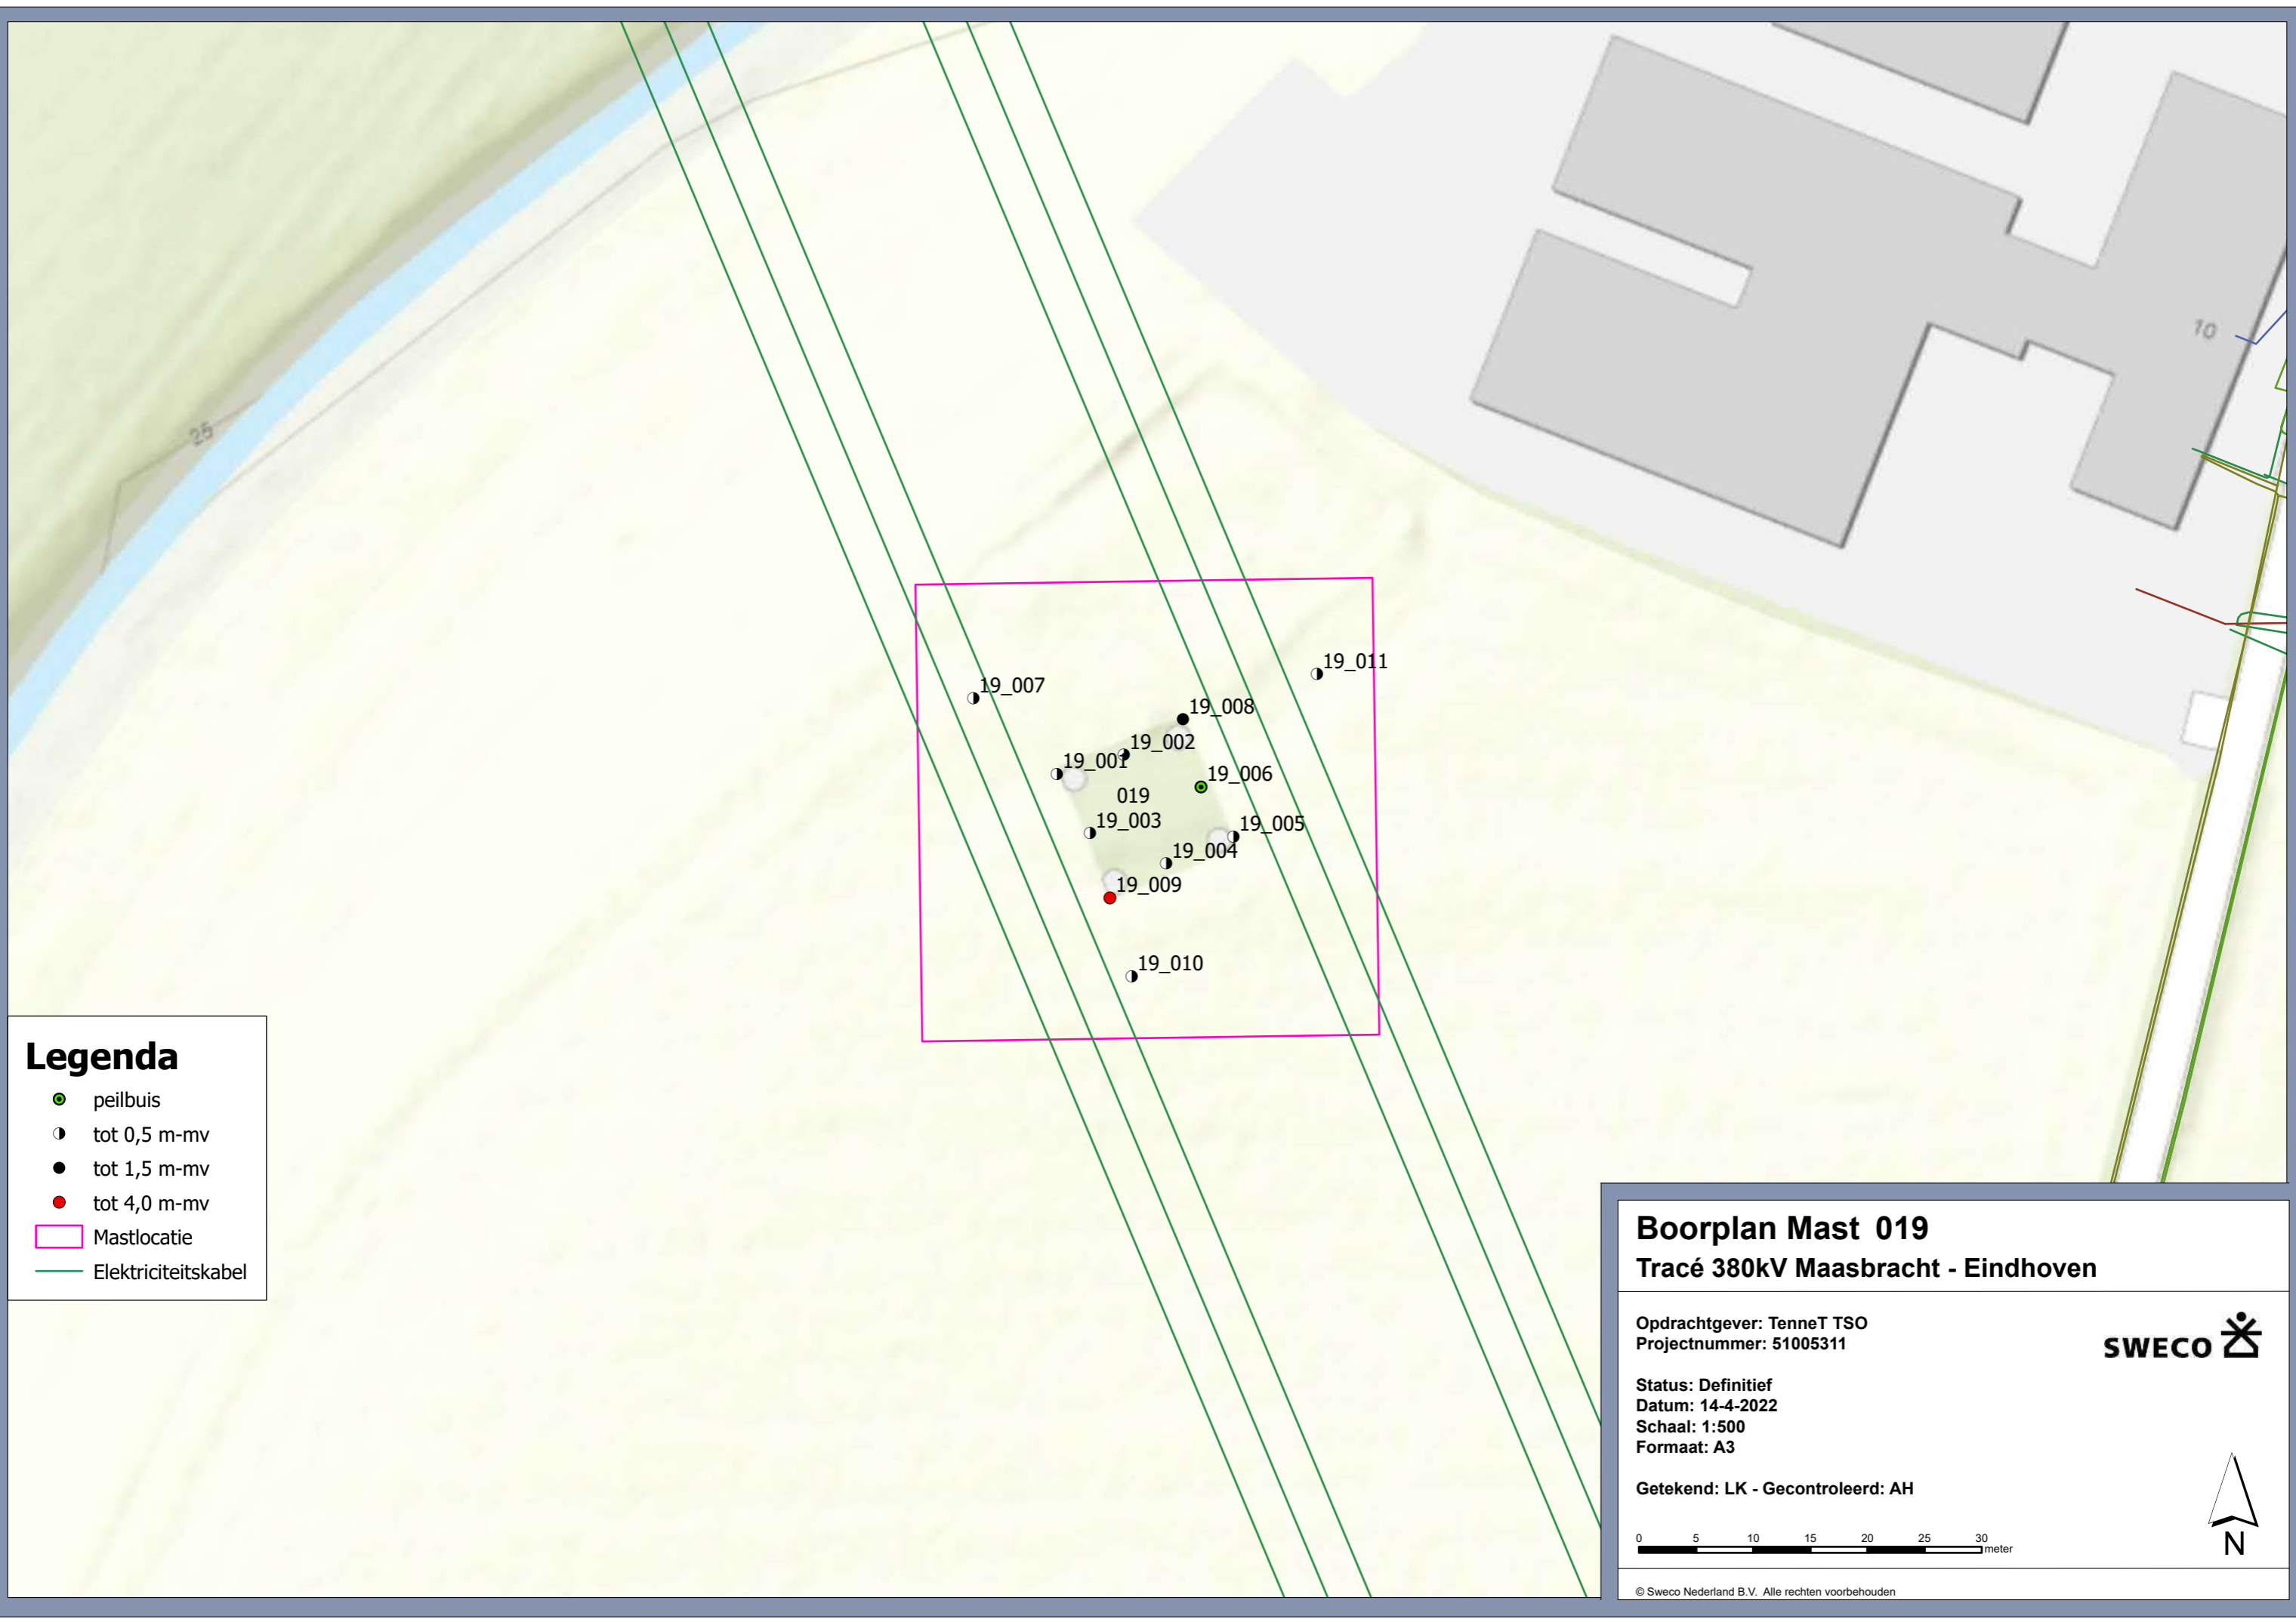 25
10
19_011
19_007
19_008
19_002
19_001
19_006
019
19_003
19_005
19_004
19_009
19_010
Legenda
peilbuis
tot 0,5 m-mv
tot 1,5 m-mv
tot 4,0 m-mv
Mastlocatie
Elektriciteitskabel
Boorplan Mast 019
Tracé 380kV Maasbracht - Eindhoven
Opdrachtgever: TenneT TSO
Projectnummer: 51005311
SWECO
Status: Definitief
Datum: 14-4-2022
Schaal: 1:500
Formaat: A3
Getekend: LK - Gecontroleerd: AH
0 5 10 15 20 25 30
meter
N
© Sweco Nederland B.V. Alle rechten voorbehouden